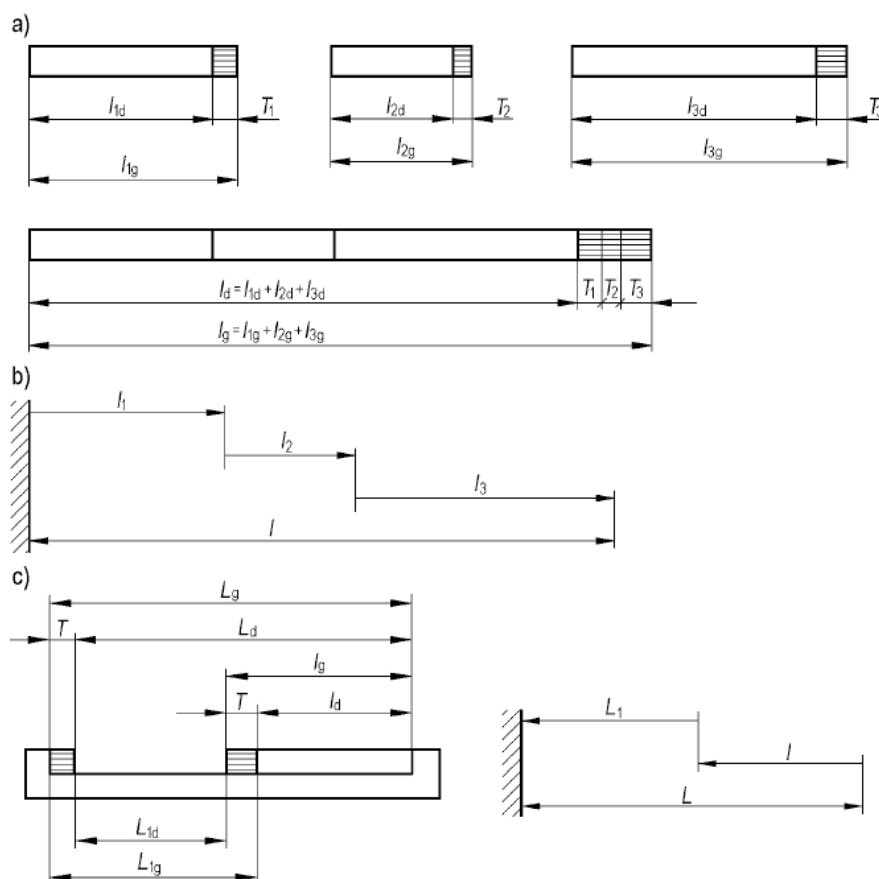 a)
l1d T1 l2d T2 l3d T3
l1g l2g l3g
ld = l1d + l2d + l3d T1 T2 T3
lg = l1g + l2g + l3g
b)
l1
l2
l3
l
c)
Lg
T Ld
lg
T ld
L1d
L1g
L1
l
L